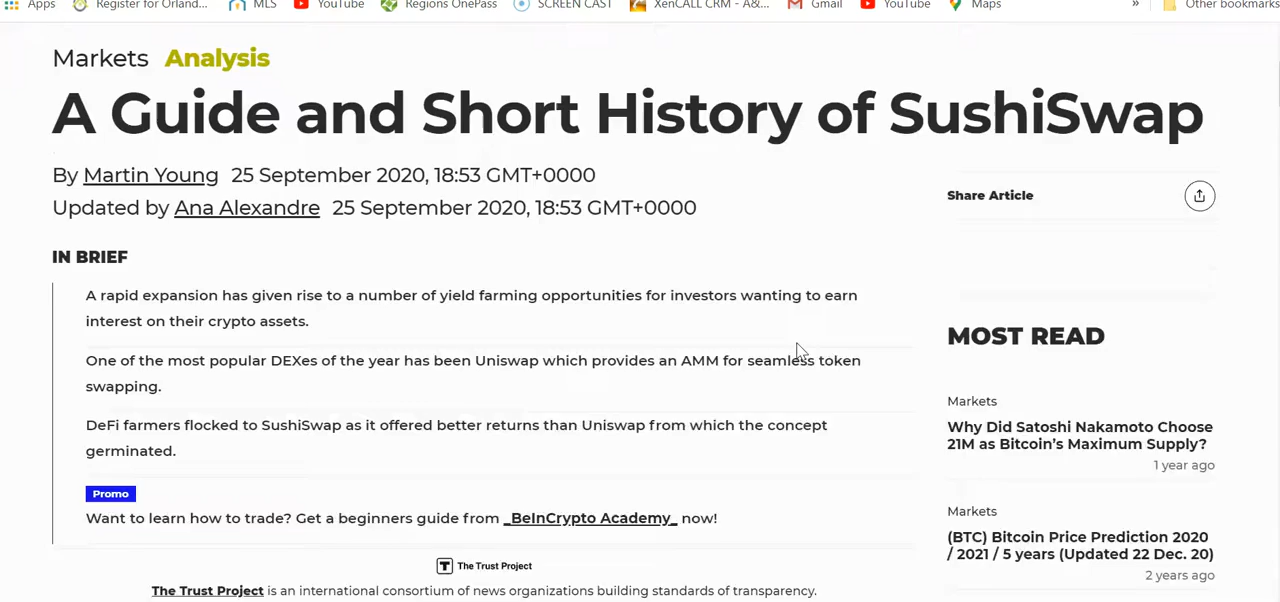 Apps Register for Orland... MLS YouTube Regions OnePass SCREEN CAST XenCALL CRM - A&... Gmail YouTube Maps » Other bookmarks
Markets Analysis
A Guide and Short History of SushiSwap
By Martin Young 25 September 2020, 18:53 GMT+0000
Updated by Ana Alexandre 25 September 2020, 18:53 GMT+0000
Share Article
IN BRIEF
A rapid expansion has given rise to a number of yield farming opportunities for investors wanting to earn
interest on their crypto assets.
One of the most popular DEXes of the year has been Uniswap which provides an AMM for seamless token
swapping.
DeFi farmers flocked to SushiSwap as it offered better returns than Uniswap from which the concept
germinated.
Promo
Want to learn how to trade? Get a beginners guide from _BeInCrypto Academy_ now!
The Trust Project
The Trust Project is an international consortium of news organizations building standards of transparency.
MOST READ
Markets
Why Did Satoshi Nakamoto Choose
21M as Bitcoin's Maximum Supply?
1 year ago
Markets
(BTC) Bitcoin Price Prediction 2020
/ 2021 / 5 years (Updated 22 Dec. 20)
2 years ago